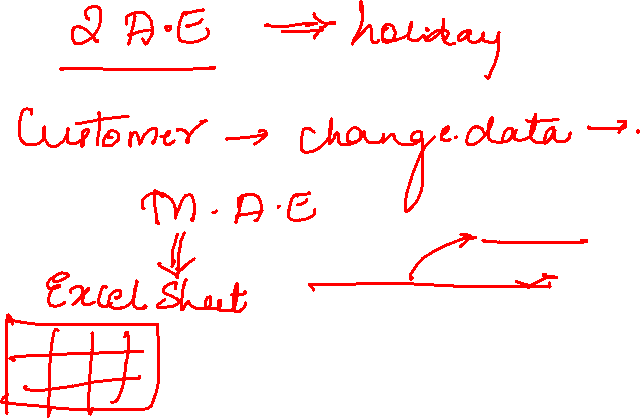 2 A.E → holiday
Customer → change.data →.
M.A.E
Excel Sheet